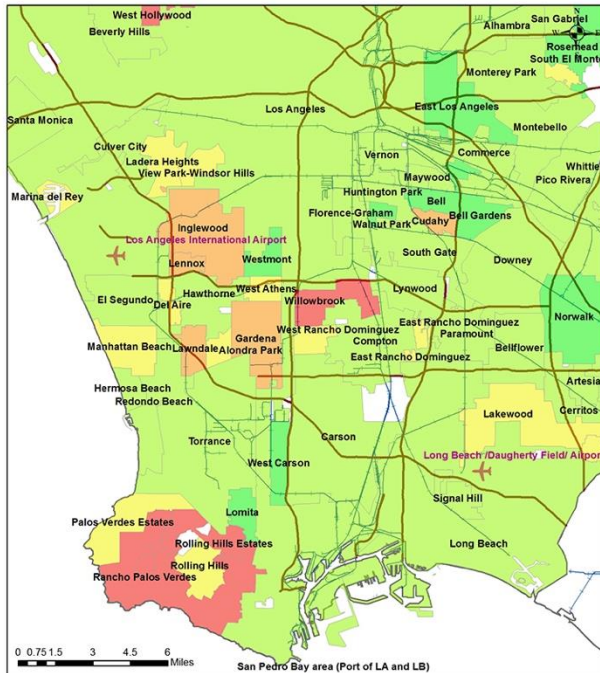 West Hollywood
Beverly Hills
Alhambra
San Gabriel
N
W
E
S
Rosemead
South El Mont
Monterey Park
Los Angeles
East Los Angeles
Santa Monica
Montebello
Culver City
Ladera Heights
View Park-Windsor Hills
Vernon
Commerce
Maywood
Whittie
Pico Rivera
Marina del Rey
Huntington Park
Bell
Florence-Graham
Walnut Park
Cudahy
Bell Gardens
Inglewood
Los Angeles International Airport
Lennox
Westmont
South Gate
Downey
El Segundo
Hawthorne
Del Aire
West Athens
Willowbrook
Lynwood
Manhattan Beach
Lawndale
Gardena
Alondra Park
West Rancho Dominguez
Compton
East Rancho Dominguez
East Rancho Dominguez
Paramount
Norwalk
Bellflower
Hermosa Beach
Redondo Beach
Artesia
Lakewood
Cerritos
Torrance
Carson
West Carson
Long Beach /Daugherty Field/ Airpor
Signal Hill
Palos Verdes Estates
Lomita
Long Beach
Rolling Hills Estates
Rolling Hills
Rancho Palos Verdes
0 0.75 1.5 3 4.5 6
Miles
San Pedro Bay area (Port of LA and LB)